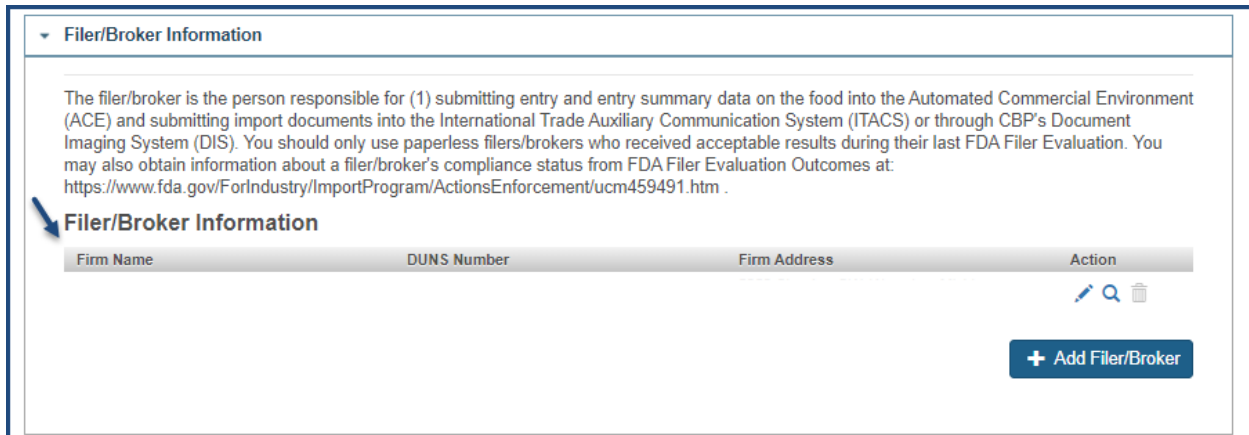 Filer/Broker Information
The filer/broker is the person responsible for (1) submitting entry and entry summary data on the food into the Automated Commercial Environment
(ACE) and submitting import documents into the International Trade Auxiliary Communication System (ITACS) or through CBP's Document
Imaging System (DIS). You should only use paperless filers/brokers who received acceptable results during their last FDA Filer Evaluation. You
may also obtain information about a filer/broker's compliance status from FDA Filer Evaluation Outcomes at:
https://www.fda.gov/ForIndustry/ImportProgram/ActionsEnforcement/ucm459491.htm .
Filer/Broker Information
Firm Name DUNS Number Firm Address Action
+ Add Filer/Broker